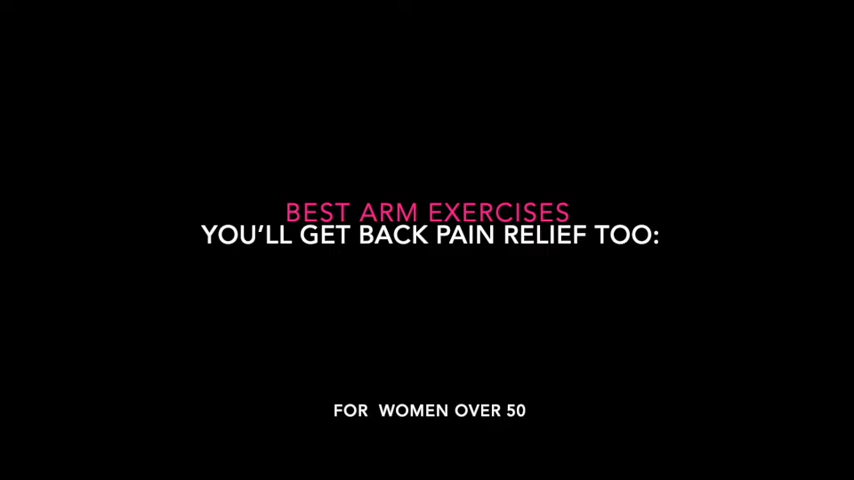 BEST ARM EXERCISES
YOU’LL GET BACK PAIN RELIEF TOO:
FOR  WOMEN OVER 50